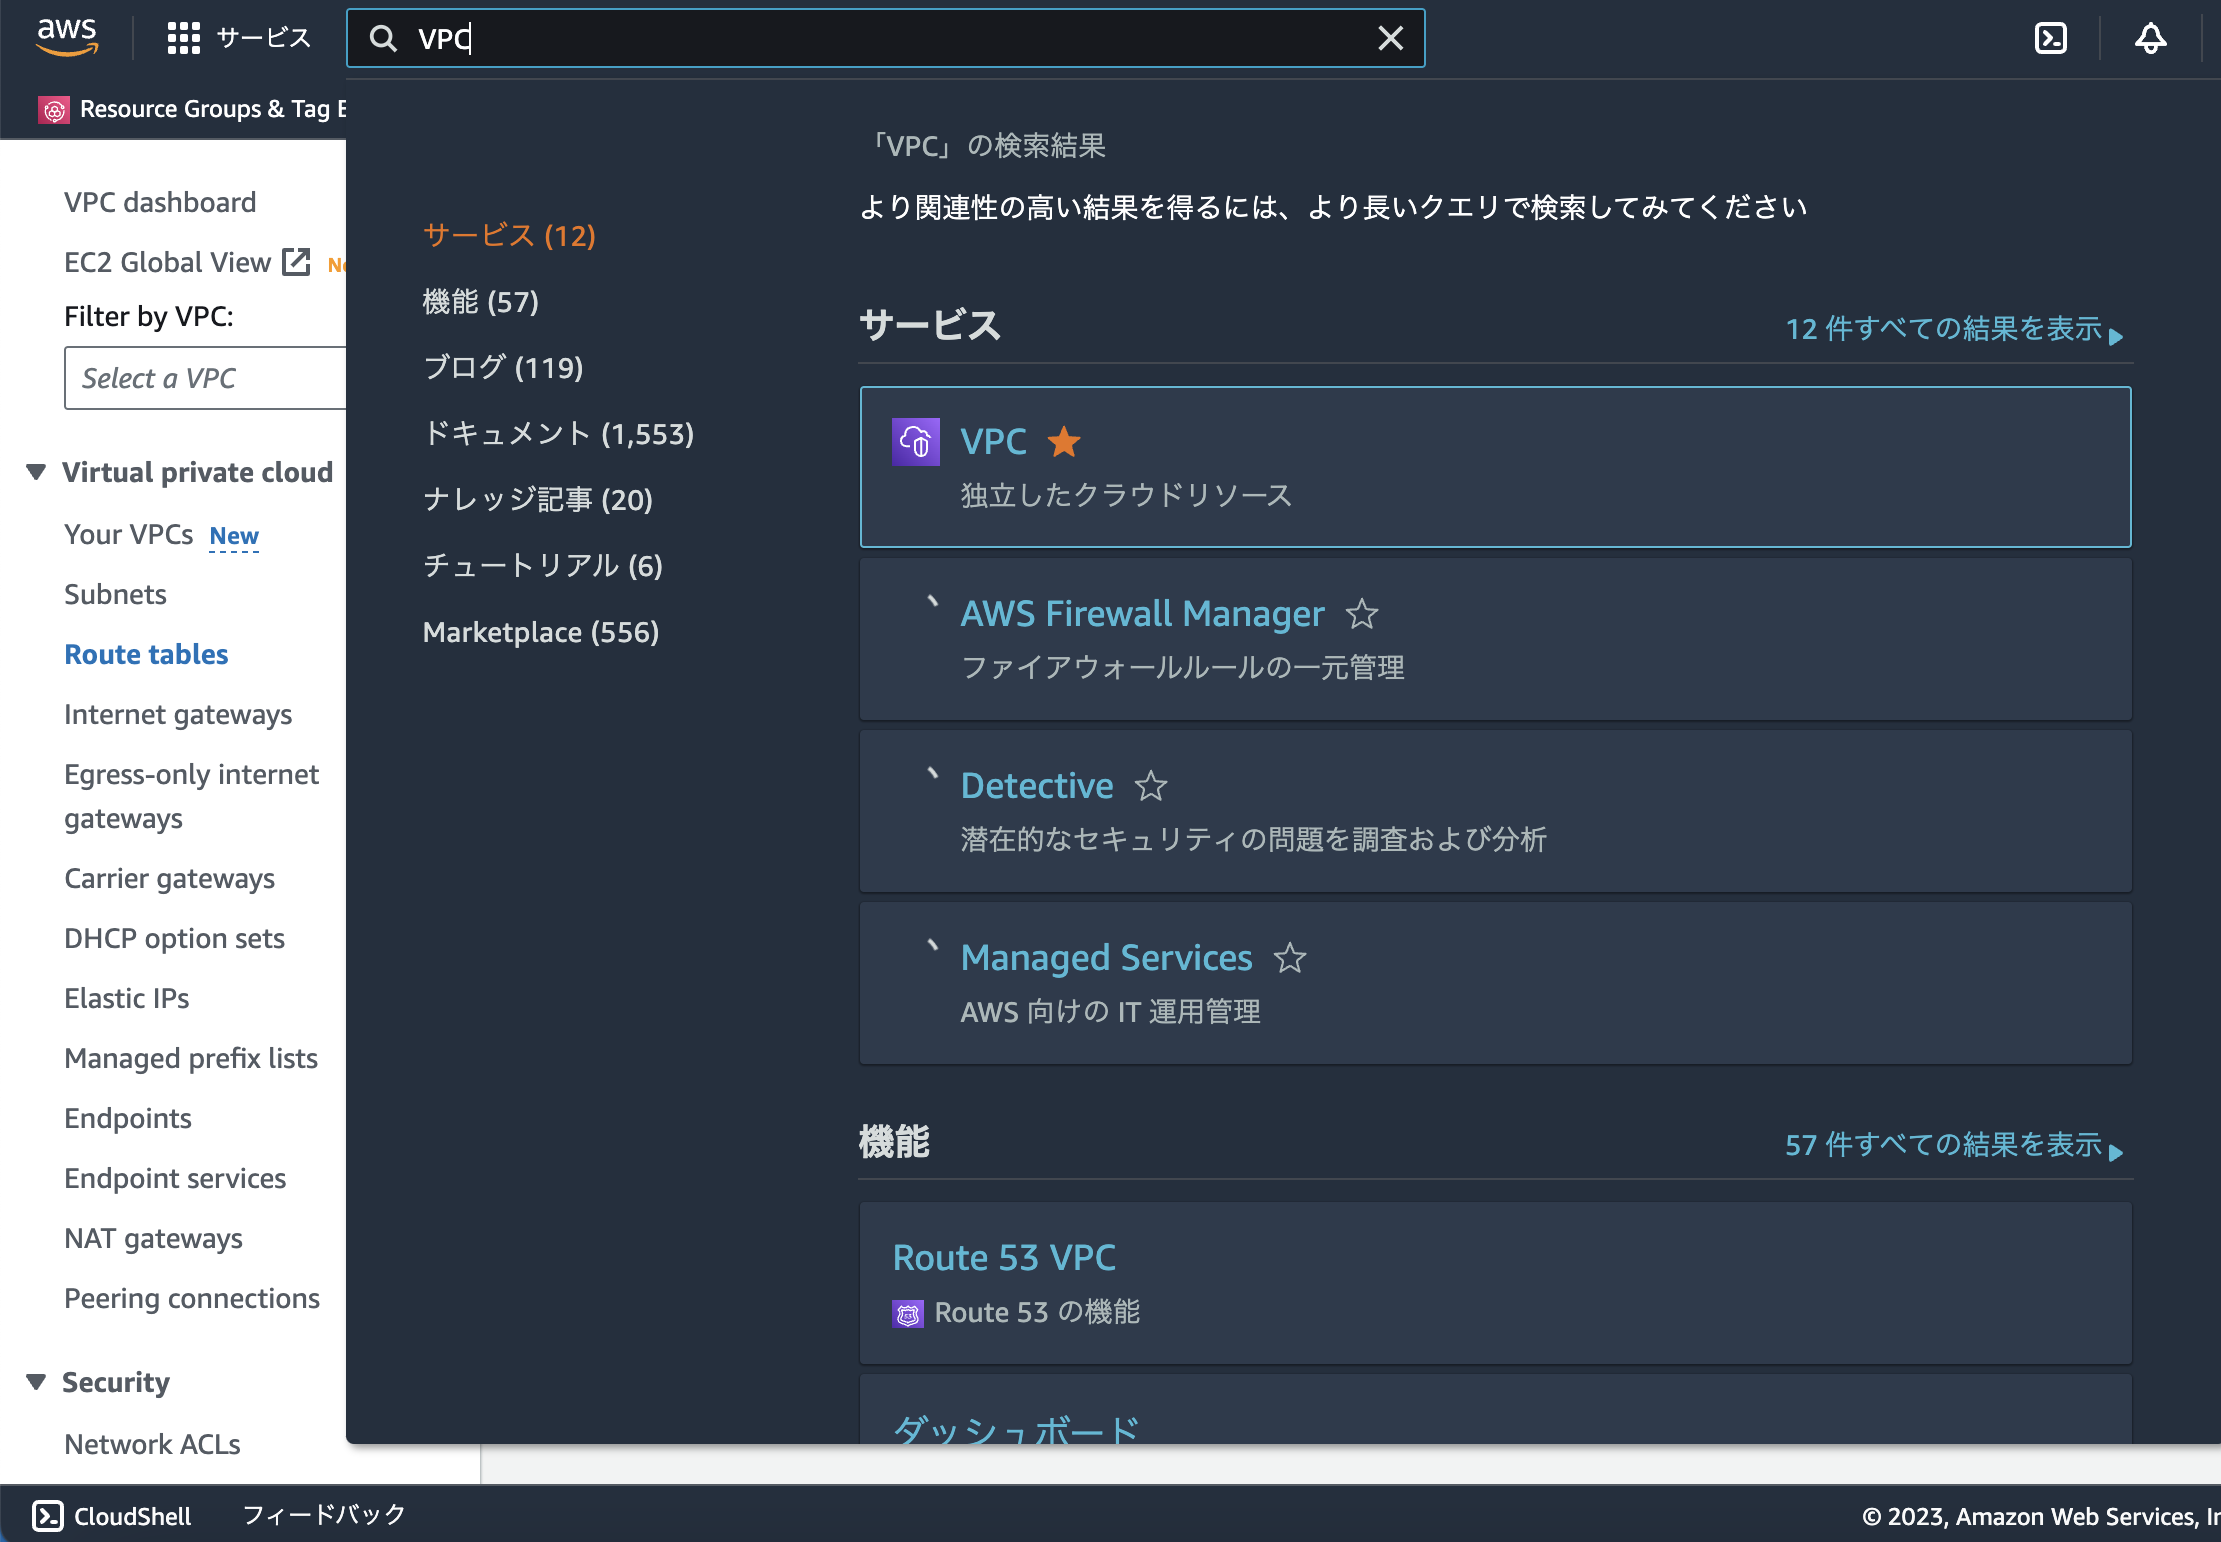 aws
サービス
VPC
Resource Groups & Tag
VPC dashboard
EC2 Global View
Filter by VPC:
Select a VPC
Virtual private cloud
Your VPCs New
Subnets
Route tables
Internet gateways
Egress-only internet
gateways
Carrier gateways
DHCP option sets
Elastic IPs
Managed prefix lists
Endpoints
Endpoint services
NAT gateways
Peering connections
Security
Network ACLs
サービス (12)
機能 (57)
ブログ (119)
ドキュメント (1,553)
ナレッジ記事 (20)
チュートリアル (6)
Marketplace (556)
「VPC」の検索結果
より関連性の高い結果を得るには、より長いクエリで検索してみてください
サービス
12 件すべての結果を表示
VPC
独立したクラウドリソース
AWS Firewall Manager
ファイアウォールルールの一元管理
Detective
潜在的なセキュリティの問題を調査および分析
Managed Services
AWS 向けの IT 運用管理
機能
57 件すべての結果を表示
Route 53 VPC
Route 53 の機能
ダッシュボード
CloudShell
フィードバック
© 2023, Amazon Web Services,